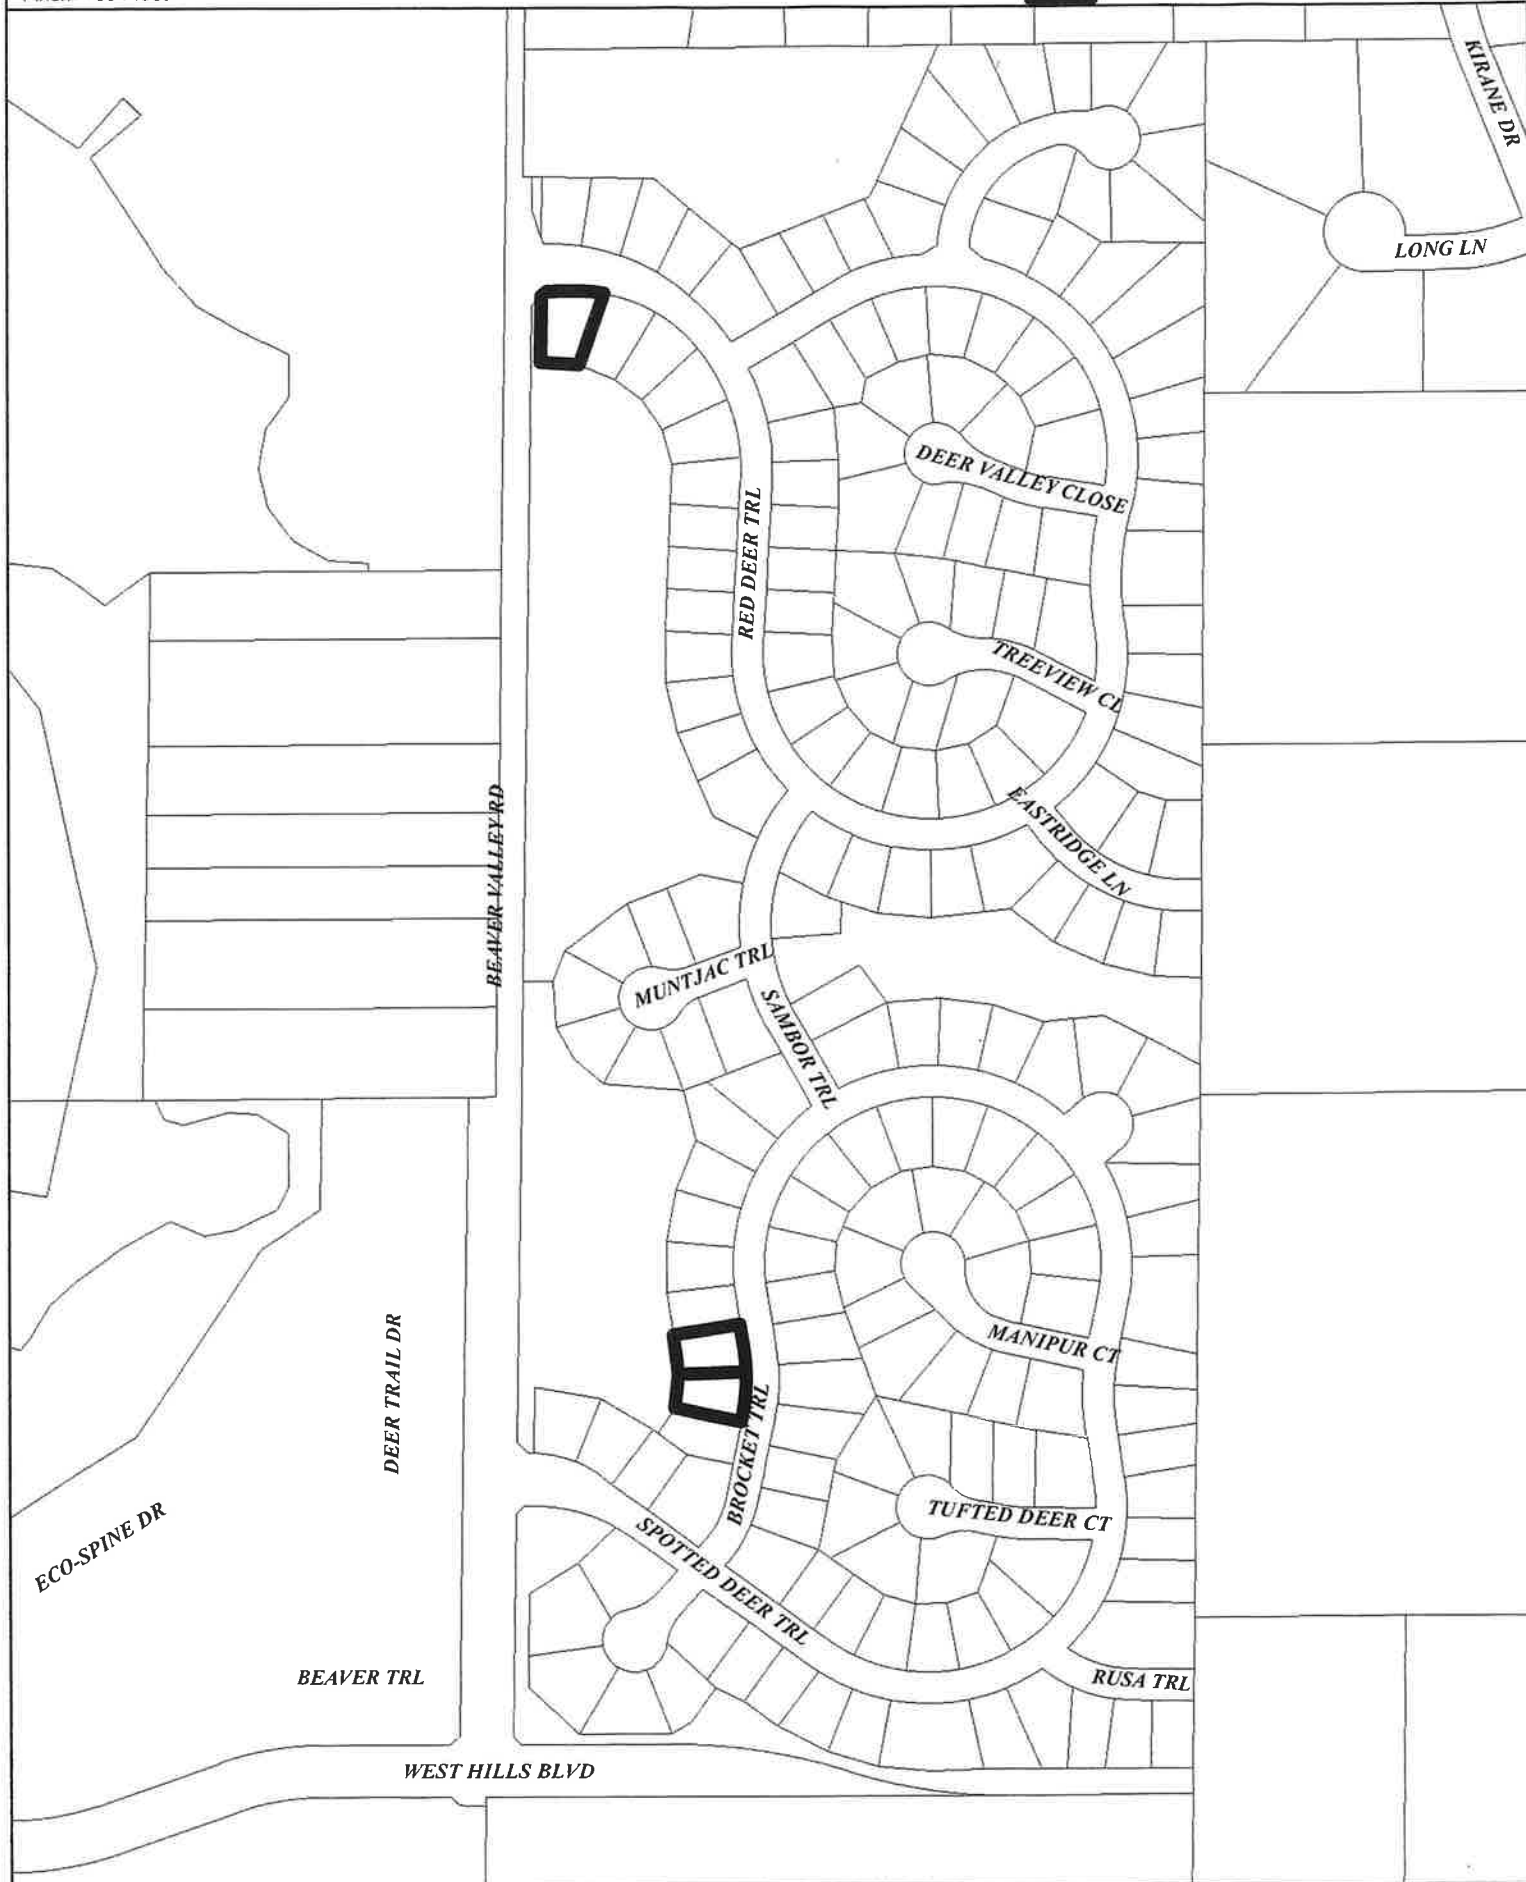 KIRANE DR
LONG LN
DEER VALLEY CLOSE
RED DEER TRL
TREEVIEW CL
EASTRIDGE LN
BEAVER VALLEY RD
MUNTJAC TRL
SAMBOR TRL
MANIPUR CT
DEER TRAIL DR
BROCKET TRL
TUFTED DEER CT
ECO-SPINE DR
SPOTTED DEER TRL
BEAVER TRL
RUSA TRL
WEST HILLS BLVD